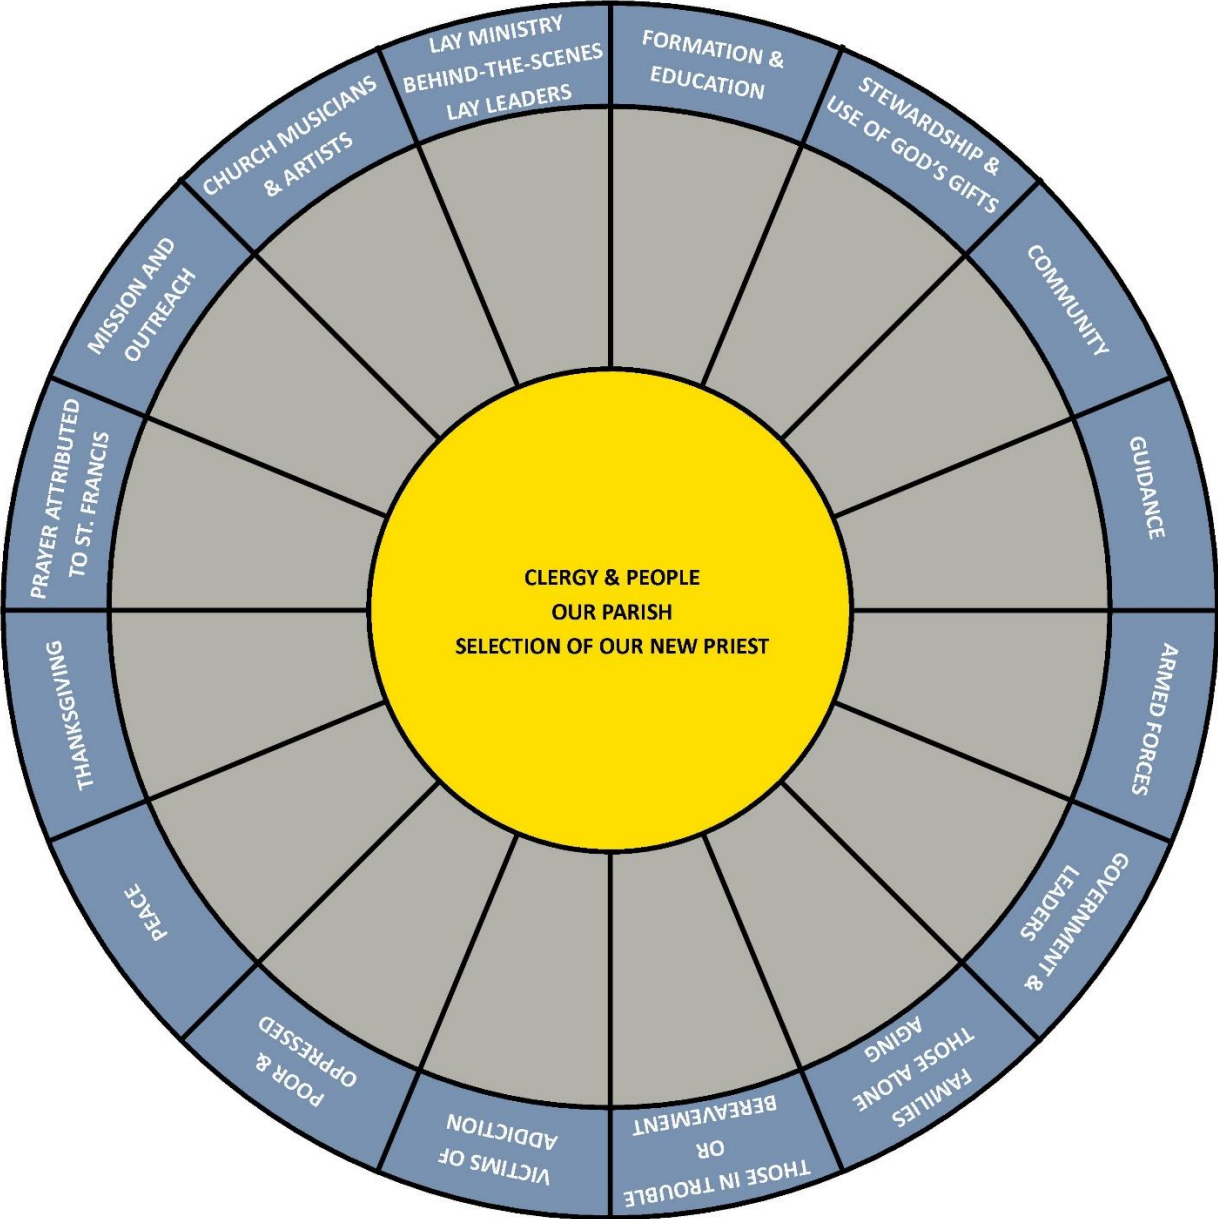 FORMATION &
EDUCATION
STEWARDSHIP &
USE OF GOD'S GIFTS
COMMUNITY
GUIDANCE
ARMED FORCES
GOVERNMENT &
LEADERS
FAMILIES
THOSE ALONE
AGING
THOSE IN TROUBLE
OR
BEREAVEMENT
VICTIMS OF
ADDICTION
POOR &
OPPRESSED
PEACE
THANKSGIVING
PRAYER ATTRIBUTED
TO ST. FRANCIS
MISSION AND
OUTREACH
CHURCH MUSICIANS
& ARTISTS
LAY MINISTRY
BEHIND-THE-SCENES
LAY LEADERS
CLERGY & PEOPLE
OUR PARISH
SELECTION OF OUR NEW PRIEST